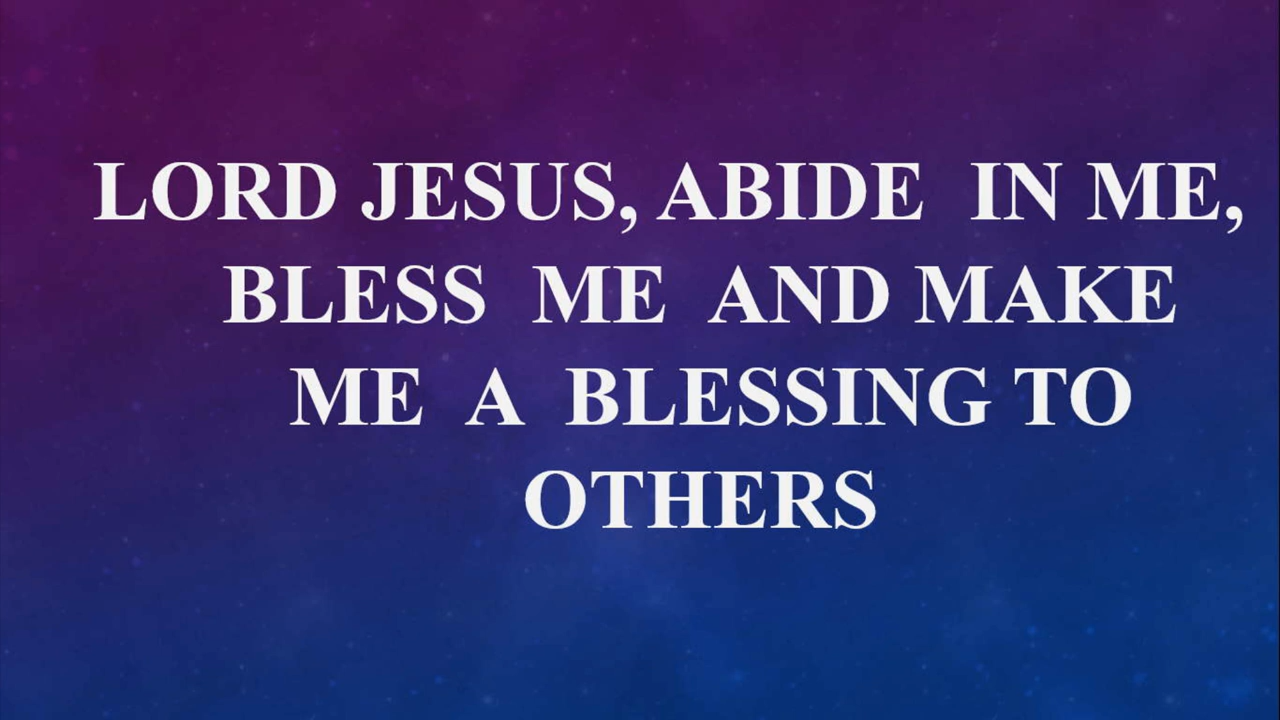 LORD JESUS, ABIDE  IN ME,
BLESS  ME  AND MAKE
ME  A  BLESSING TO
OTHERS